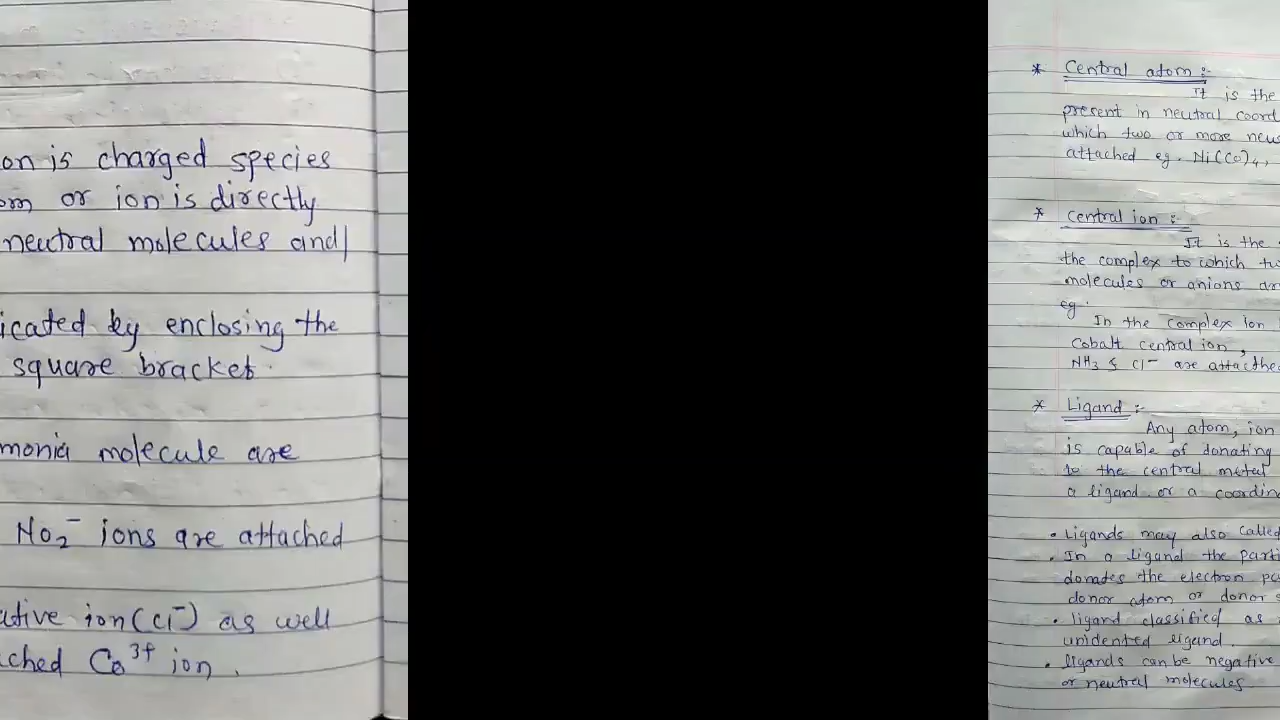 on is charged species
om or ion is directly
neutral molecules and
icated by enclosing the
square bracket.
monia molecule are
NO2- ions are attached
ative ion (Cl-) as well
ched Co3+ ion.
* Central atom :-
It is the
present in neutral coord
which two or more neu
attached eg. Ni(CO)4,
* Central ion :-
It is the
the complex to which tw
molecules or anions ar
eg.
In the complex ion
Cobalt central ion,
NH3 & Cl- are attacthed
* Ligand :-
Any atom, ion
is capable of donating
to the central metal
a ligand or a coordin
• Ligands may also called
• In a ligand the parti
donates the electron pa
donor atom or donor s
• ligand classified as
unidented ligand.
• ligands can be negative
or neutral molecules